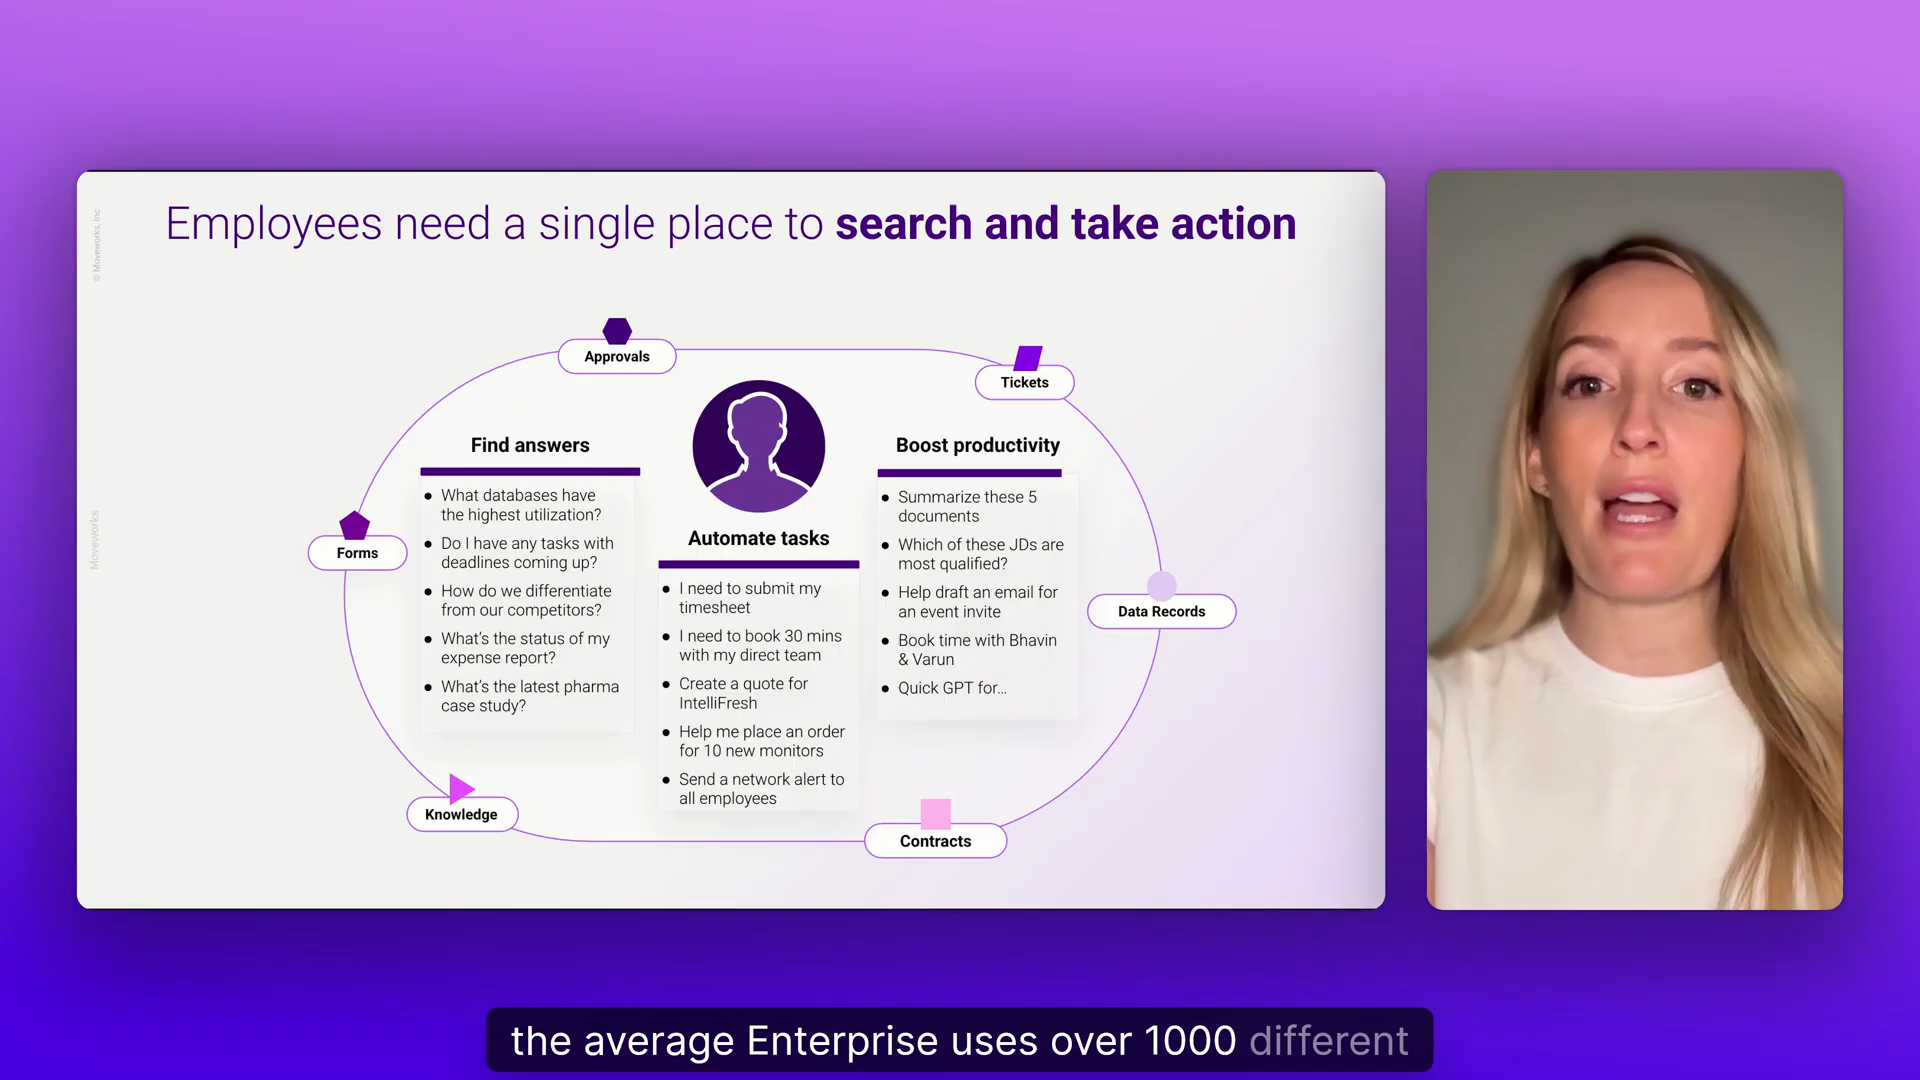 © Moveworks, Inc
Moveworks
Employees need a single place to search and take action
Approvals
Tickets
Forms
Data Records
Knowledge
Contracts
Find answers
What databases have
the highest utilization?
Do I have any tasks with
deadlines coming up?
How do we differentiate
from our competitors?
What's the status of my
expense report?
What's the latest pharma
case study?
Automate tasks
I need to submit my
timesheet
I need to book 30 mins
with my direct team
Create a quote for
IntelliFresh
Help me place an order
for 10 new monitors
Send a network alert to
all employees
Boost productivity
Summarize these 5
documents
Which of these JDs are
most qualified?
Help draft an email for
an event invite
Book time with Bhavin
& Varun
Quick GPT for...
the average Enterprise uses over 1000 different